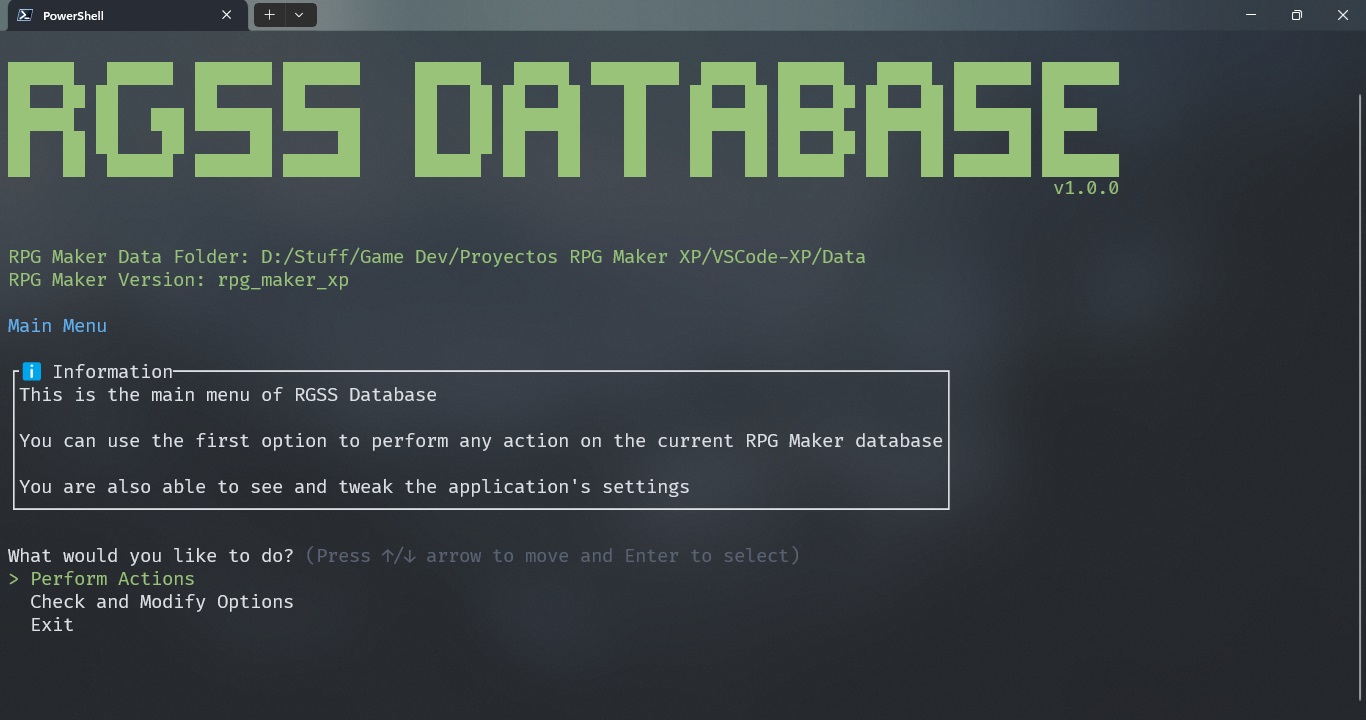 PowerShell
RGSS DATABASE
v1.0.0
RPG Maker Data Folder: D:/Stuff/Game Dev/Proyectos RPG Maker XP/VSCode-XP/Data
RPG Maker Version: rpg_maker_xp
Main Menu
i Information
This is the main menu of RGSS Database
You can use the first option to perform any action on the current RPG Maker database
You are also able to see and tweak the application's settings
What would you like to do? (Press ↑/↓ arrow to move and Enter to select)
> Perform Actions
Check and Modify Options
Exit